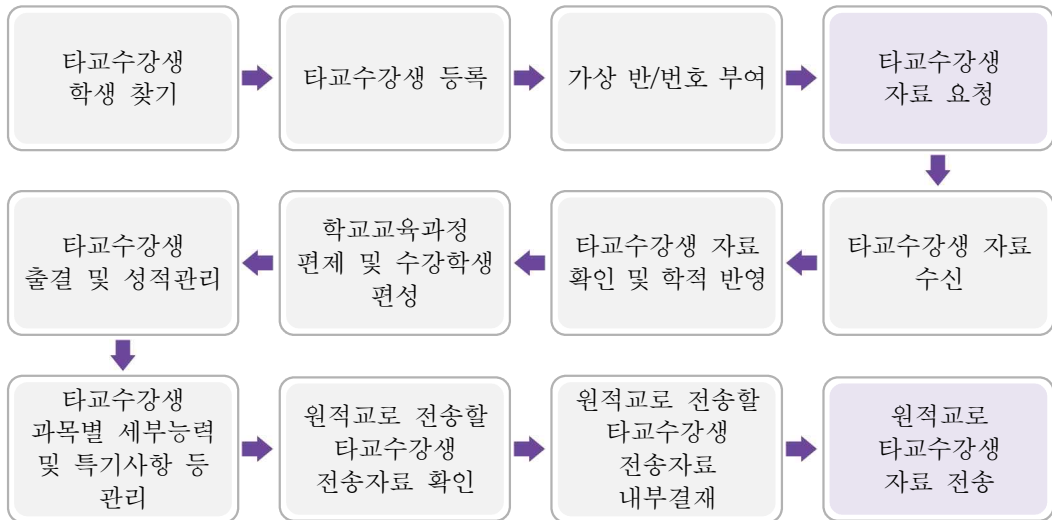 타교수강생
학생 찾기
타교수강생 등록
가상 반/번호 부여
타교수강생
자료 요청
타교수강생 자료
수신
타교수강생 자료
확인 및 학적 반영
학교교육과정
편제 및 수강학생
편성
타교수강생
출결 및 성적관리
타교수강생
과목별 세부능력
및 특기사항 등
관리
원적교로 전송할
타교수강생
전송자료 확인
원적교로 전송할
타교수강생
전송자료
내부결재
원적교로
타교수강생
자료 전송